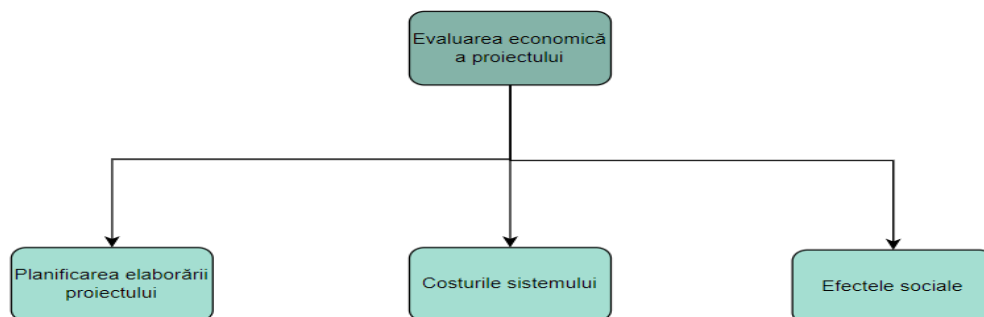 Evaluarea economică
a proiectului
Planificarea elaborării
proiectului
Costurile sistemului
Efectele sociale